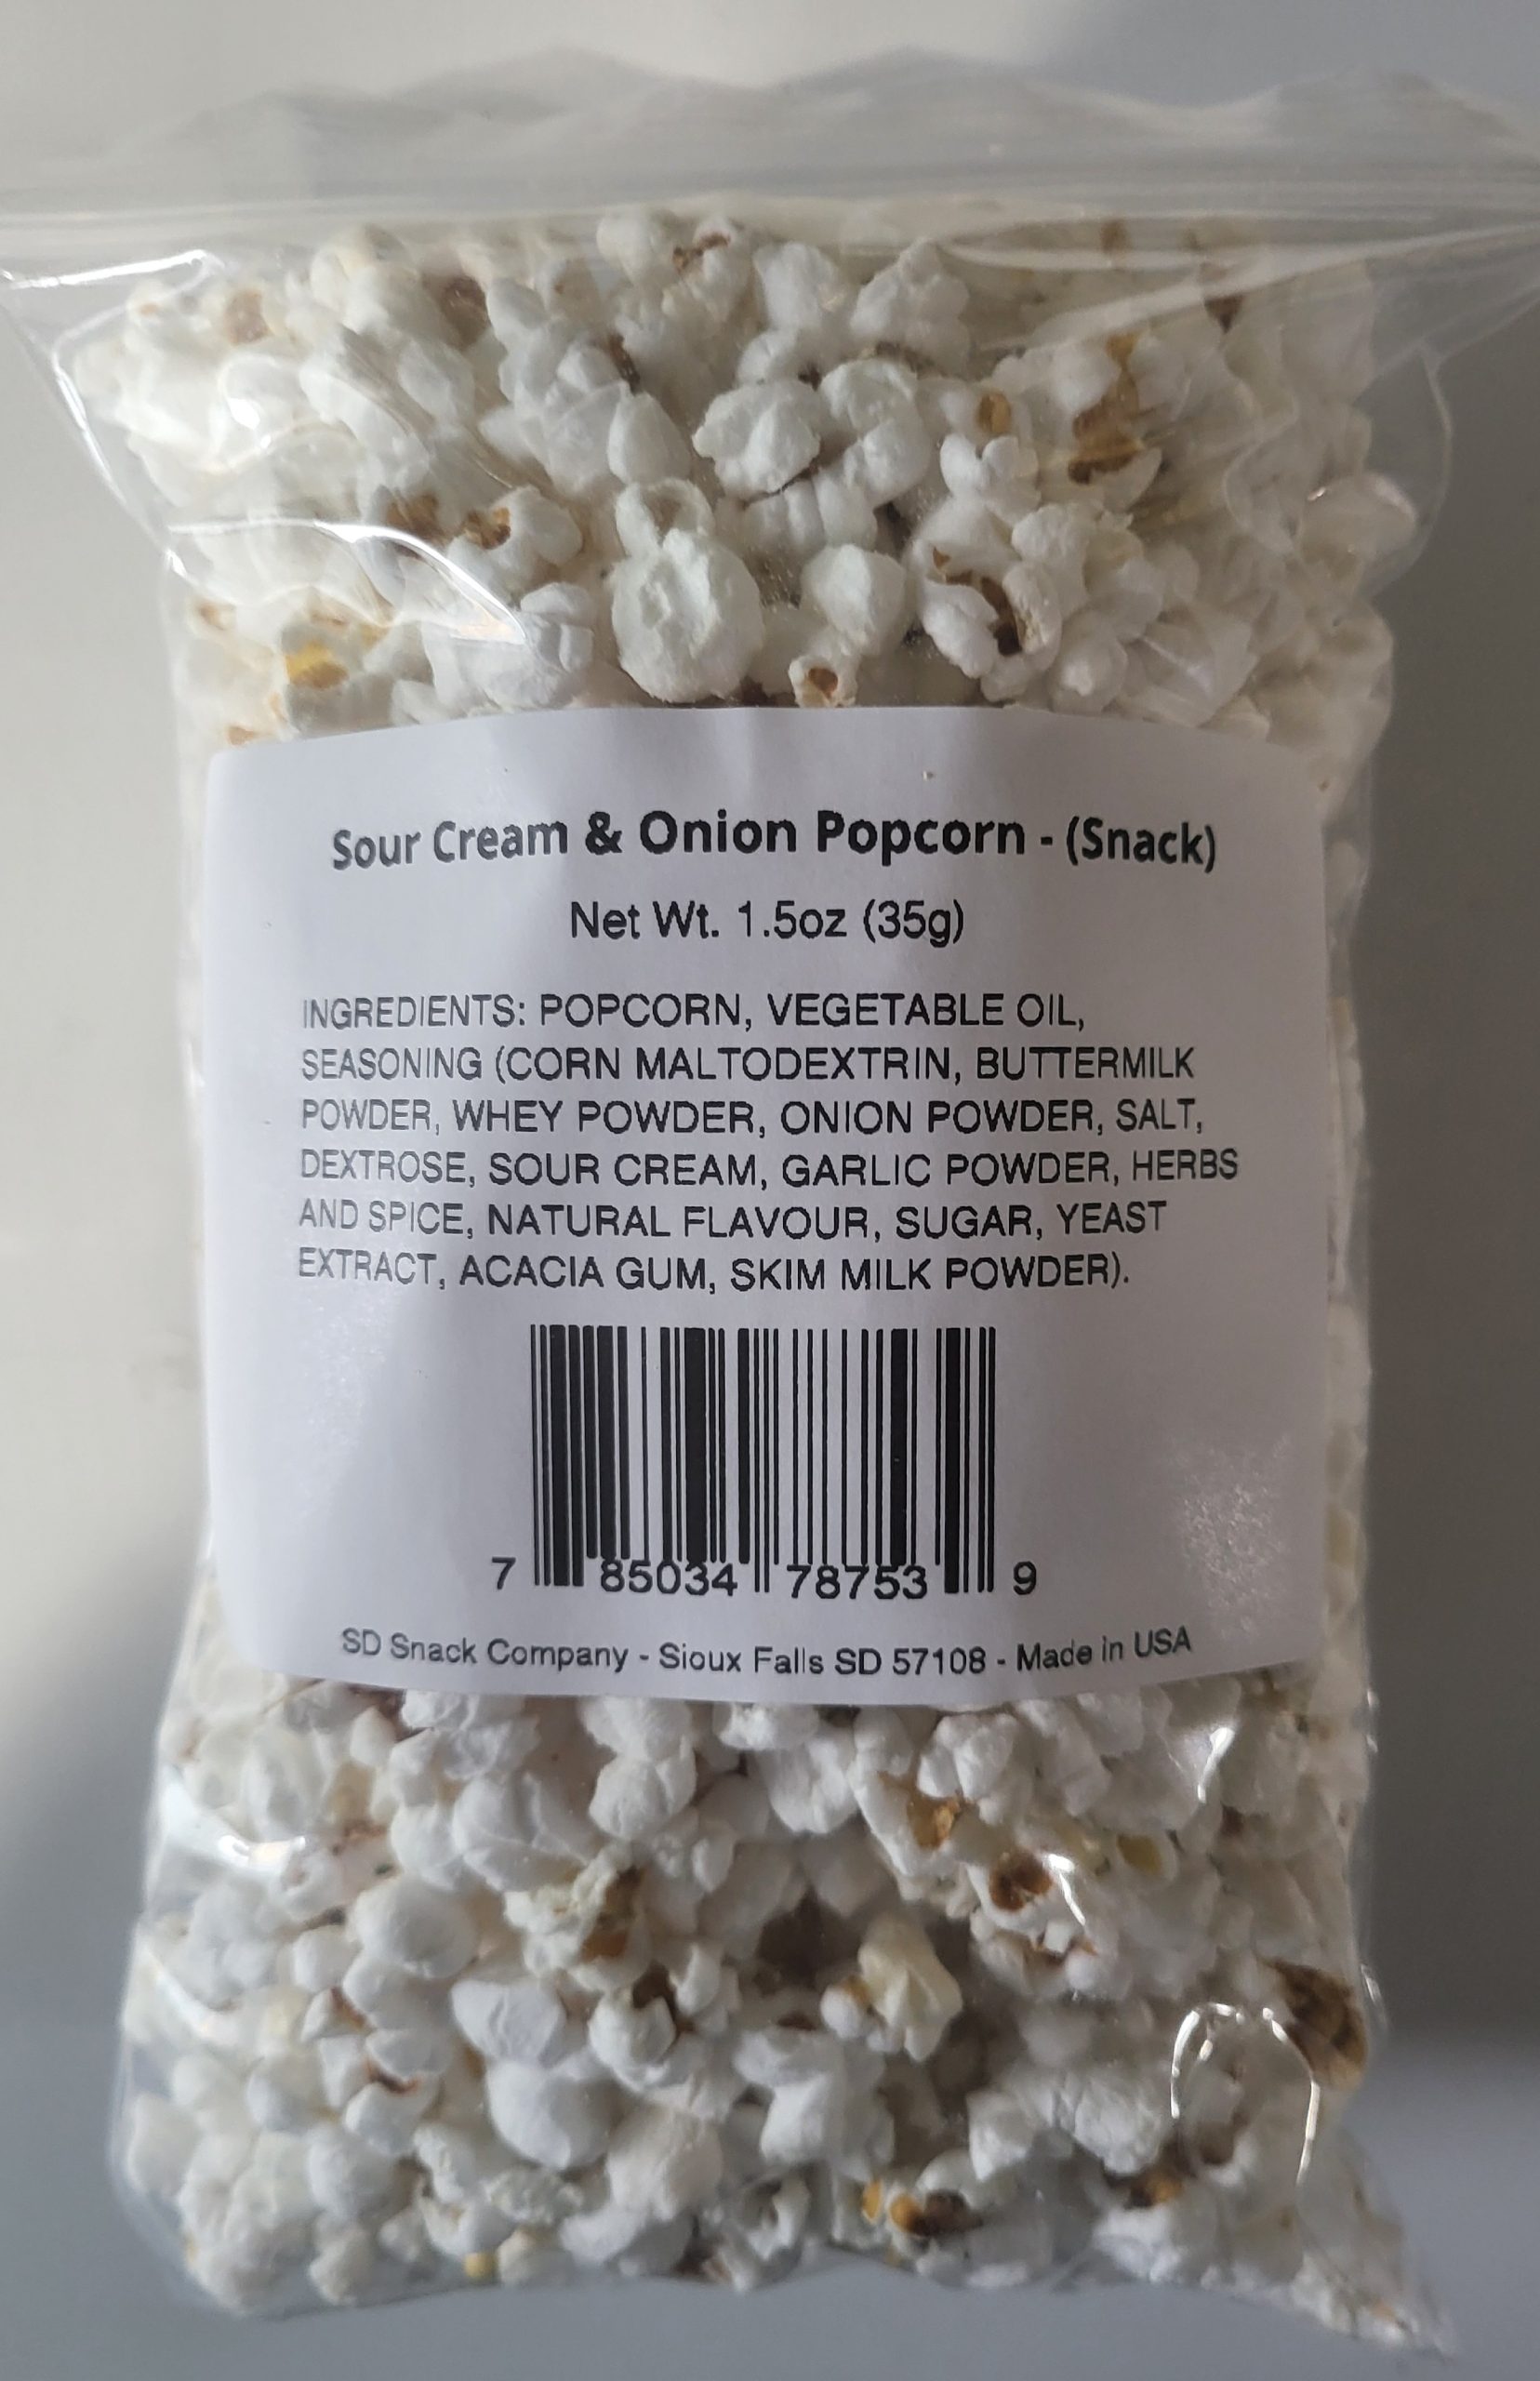 Sour Cream & Onion Popcorn - (Snack)
Net Wt. 1.5oz (35g)
INGREDIENTS: POPCORN, VEGETABLE OIL,
SEASONING (CORN MALTODEXTRIN, BUTTERMILK
POWDER, WHEY POWDER, ONION POWDER, SALT,
DEXTROSE, SOUR CREAM, GARLIC POWDER, HERBS
AND SPICE, NATURAL FLAVOUR, SUGAR, YEAST
EXTRACT, ACACIA GUM, SKIM MILK POWDER).
7 85034 78753 9
SD Snack Company - Sioux Falls SD 57108 - Made in USA